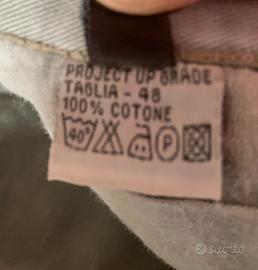 PROJECT UP GRADE
TAGLIA - 48
100% COTONE
40° P
subito